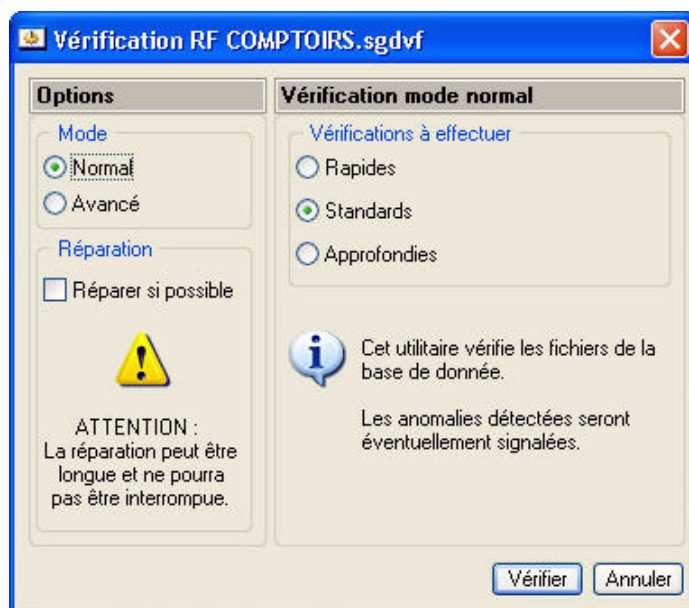 Vérification RF COMPTOIRS.sgdvf
Options
Mode
Normal
Avancé
Réparation
Réparer si possible
ATTENTION :
La réparation peut être
longue et ne pourra
pas être interrompue.
Vérification mode normal
Vérifications à effectuer
Rapides
Standards
Approfondies
Cet utilitaire vérifie les fichiers de la
base de donnée.
Les anomalies détectées seront
éventuellement signalées.
Vérifier
Annuler